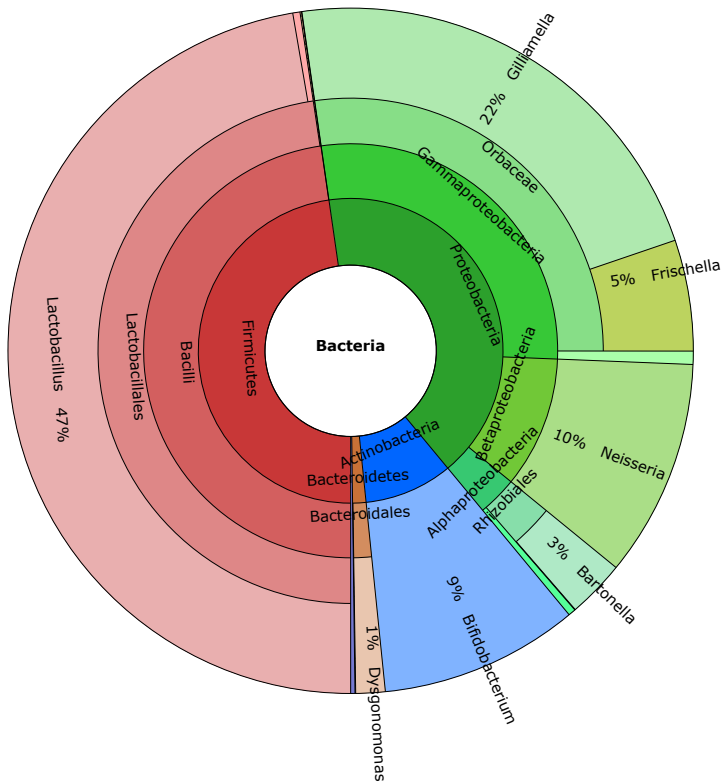 Bacteria
Firmicutes
Bacilli
Lactobacillales
Lactobacillus 47%
Proteobacteria
Gammaproteobacteria
Orbaceae
22% Gilliamella
5% Frischella
Betaproteobacteria
10% Neisseria
Alphaproteobacteria
Rhizobiales
3% Bartonella
Actinobacteria
9% Bifidobacterium
Bacteroidetes
Bacteroidales
1% Dysgonomonas